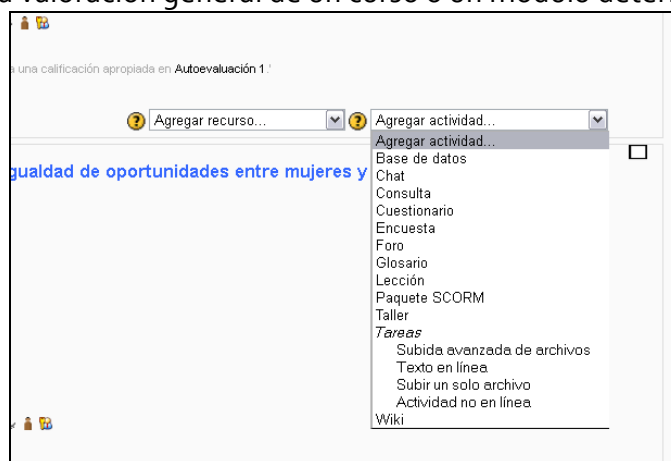 a valoración general de un curso o un módulo deter
a una calificación apropiada en Autoevaluación 1.'
Agregar recurso... Agregar actividad...
Agregar actividad...
Base de datos
gualdad de oportunidades entre mujeres y
Chat
Consulta
Cuestionario
Encuesta
Foro
Glosario
Lección
Paquete SCORM
Taller
Tareas
Subida avanzada de archivos
Texto en línea
Subir un solo archivo
Actividad no en línea
Wiki